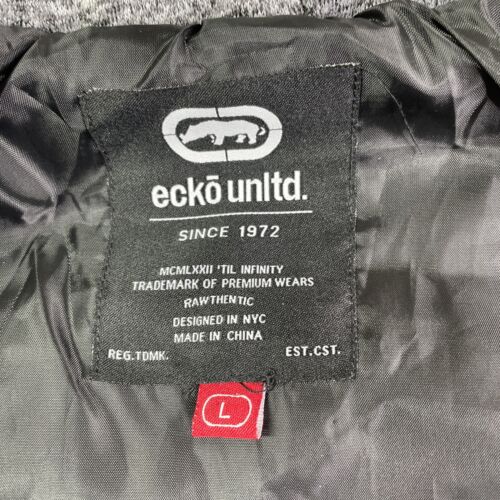 eckō unltd.
SINCE 1972
MCMLXXII 'TIL INFINITY
TRADEMARK OF PREMIUM WEARS
RAWTHENTIC
DESIGNED IN NYC
MADE IN CHINA
REG.TDMK. EST.CST.
L